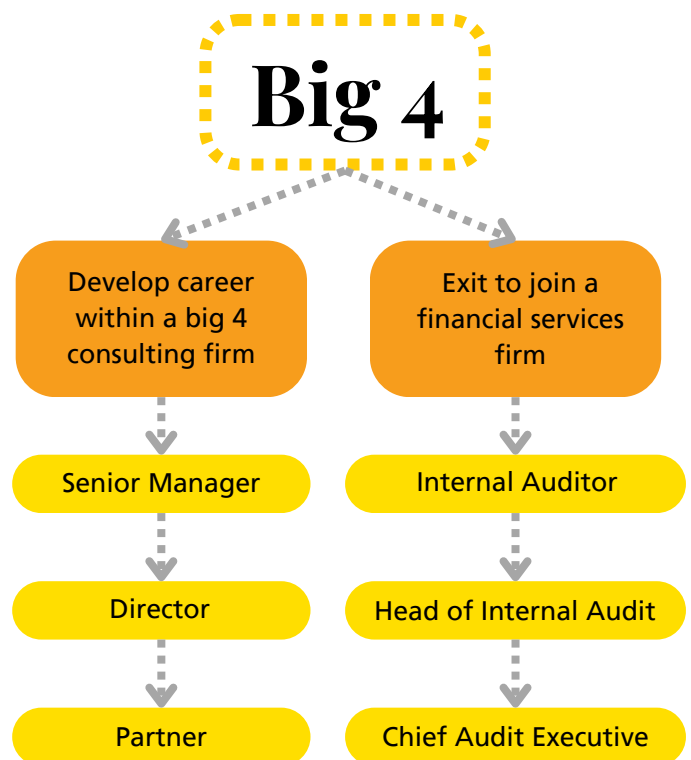 Big 4
Develop career
within a big 4
consulting firm
Exit to join a
financial services
firm
Senior Manager
Internal Auditor
Director
Head of Internal Audit
Partner
Chief Audit Executive